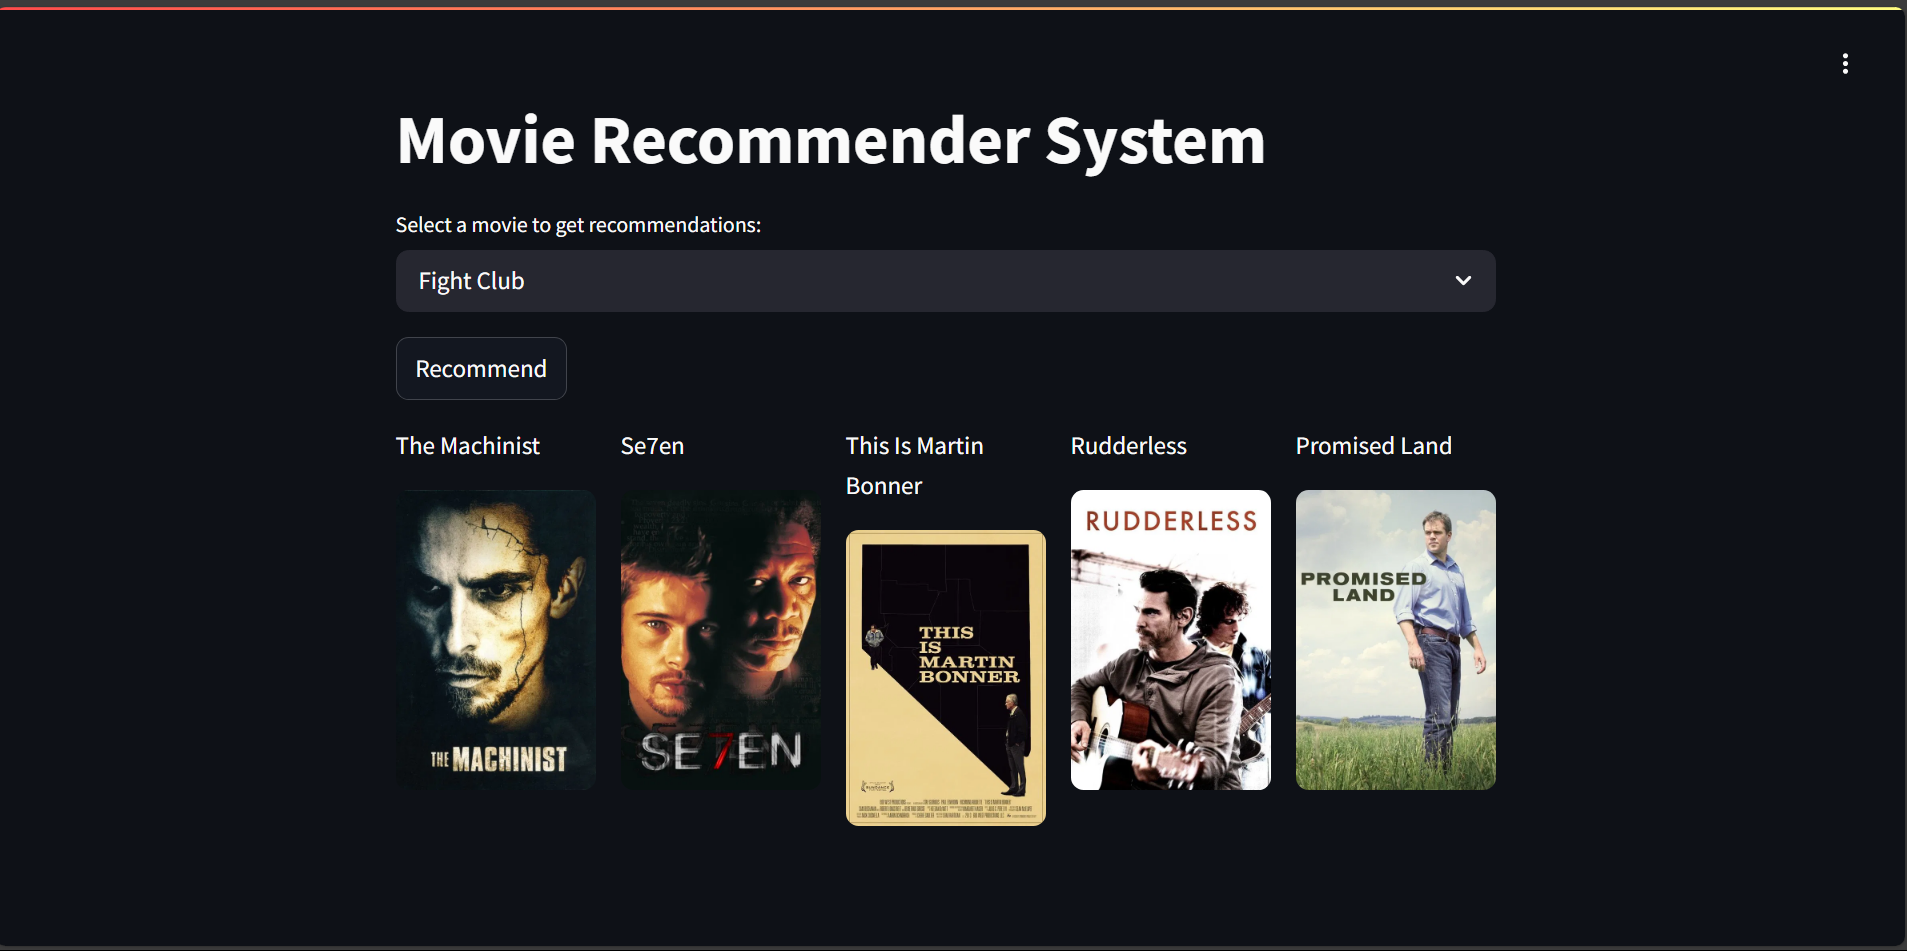 Movie Recommender System
Select a movie to get recommendations:
Fight Club
Recommend
The Machinist
Se7en
This Is Martin
Bonner
Rudderless
Promised Land
THE MACHINIST
SE7EN
THIS
IS
MARTIN
BONNER
SUNDANCE
RUDDERLESS
PROMISED
LAND